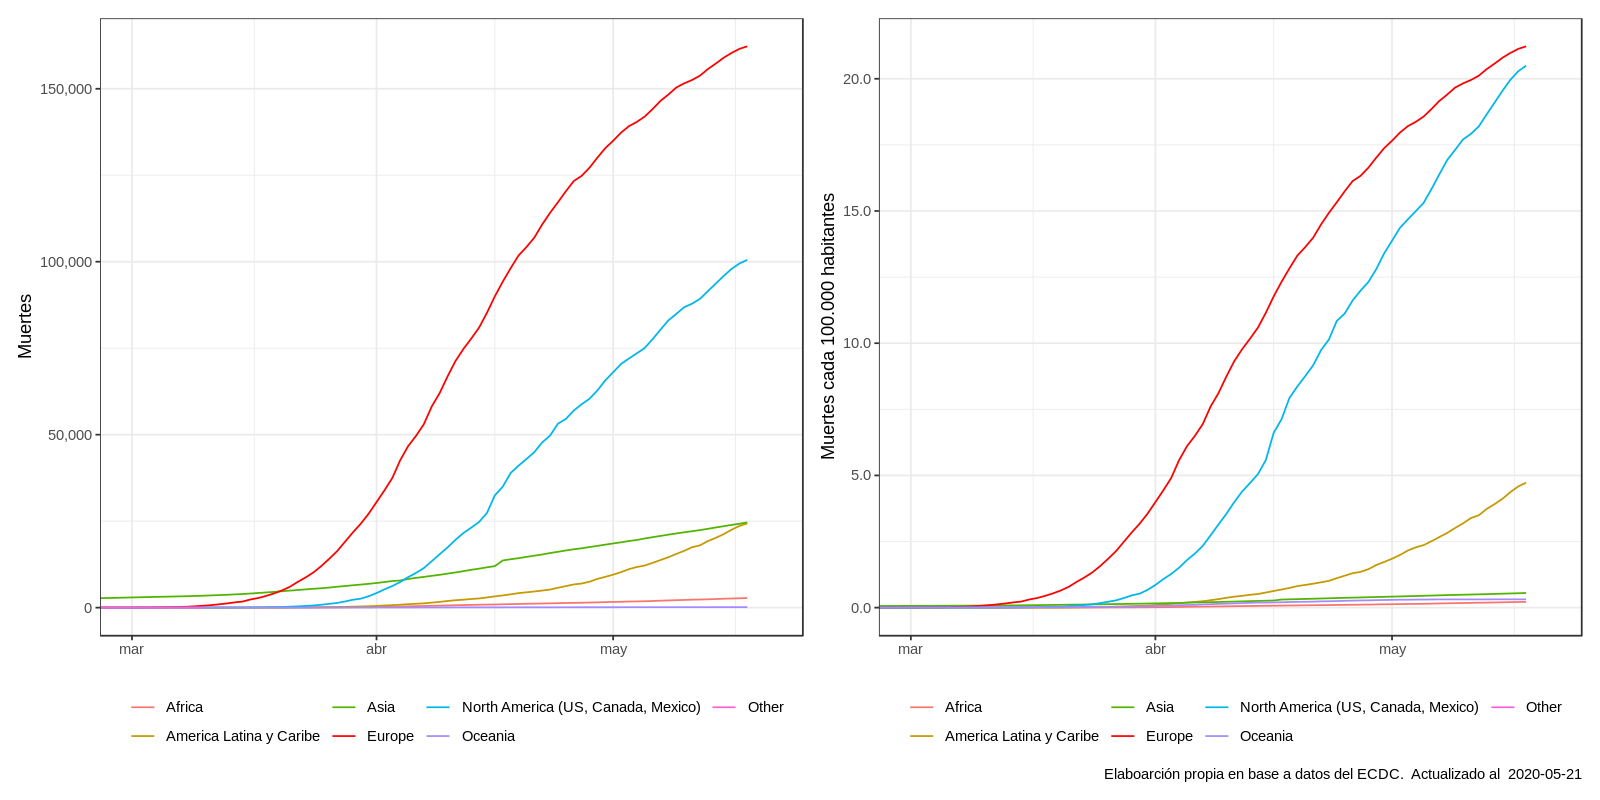 Muertes
150,000
100,000
50,000
0
mar
abr
may
Africa
Asia
North America (US, Canada, Mexico)
Other
America Latina y Caribe
Europe
Oceania
Muertes cada 100.000 habitantes
20.0
15.0
10.0
5.0
0.0
mar
abr
may
Africa
Asia
North America (US, Canada, Mexico)
Other
America Latina y Caribe
Europe
Oceania
Elaboarción propia en base a datos del ECDC.  Actualizado al  2020-05-21